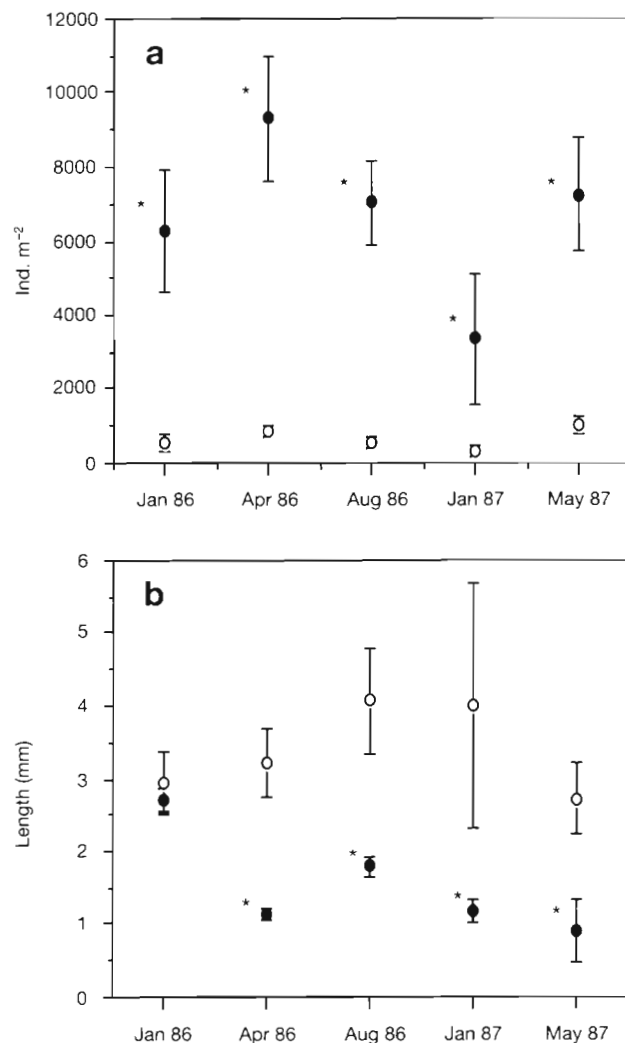 a
12000
10000
8000
6000
4000
2000
0
Ind. m⁻²
* * * * *
Jan 86 Apr 86 Aug 86 Jan 87 May 87
b
6
5
4
3
2
1
0
Length (mm)
* * * *
Jan 86 Apr 86 Aug 86 Jan 87 May 87